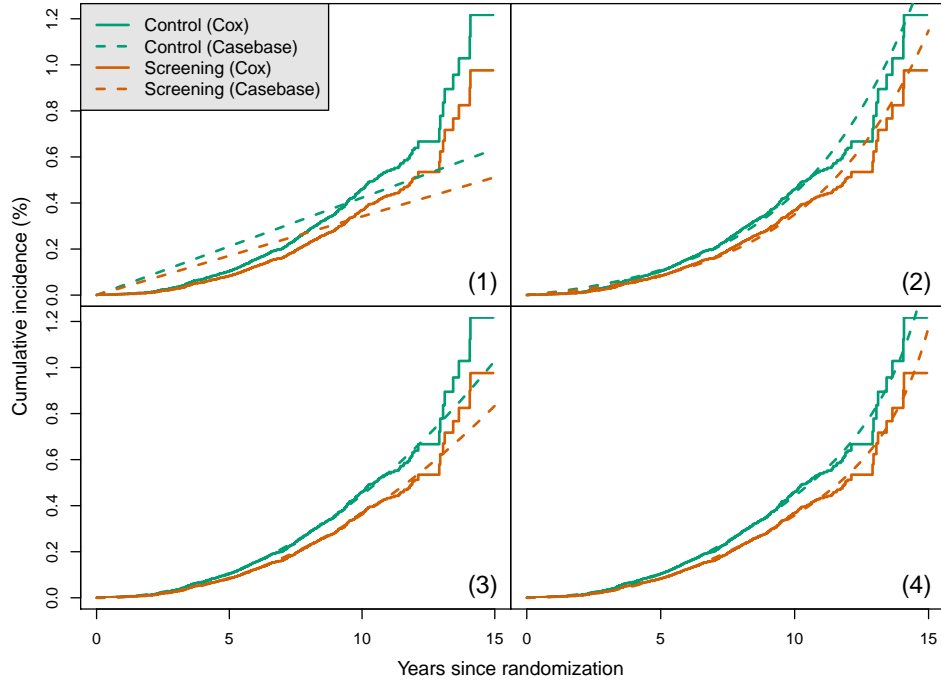 Control (Cox)
Control (Casebase)
Screening (Cox)
Screening (Casebase)
1.2
1.0
0.8
0.6
0.4
0.2
0.0
(1)
(2)
1.2
1.0
0.8
0.6
0.4
0.2
0.0
(3)
(4)
0 5 10 15
0 5 10 15
Cumulative incidence (%)
Years since randomization